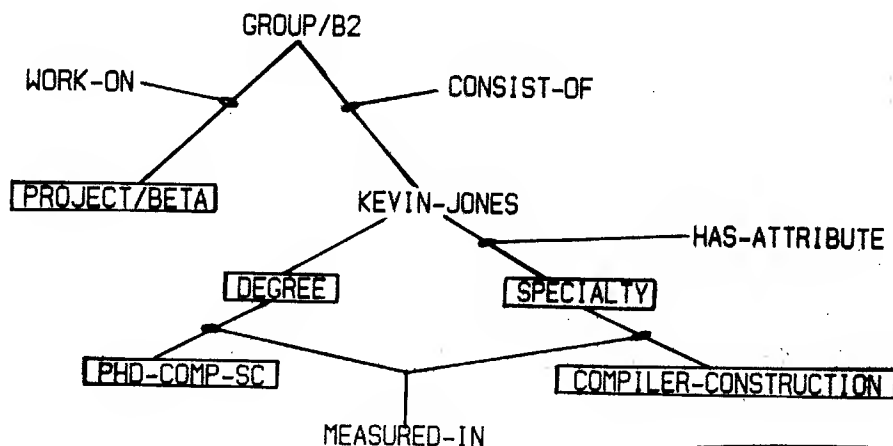 GROUP/B2
WORK-ON
CONSIST-OF
PROJECT/BETA
KEVIN-JONES
HAS-ATTRIBUTE
DEGREE
SPECIALTY
PHD-COMP-SC
COMPILER-CONSTRUCTION
MEASURED-IN